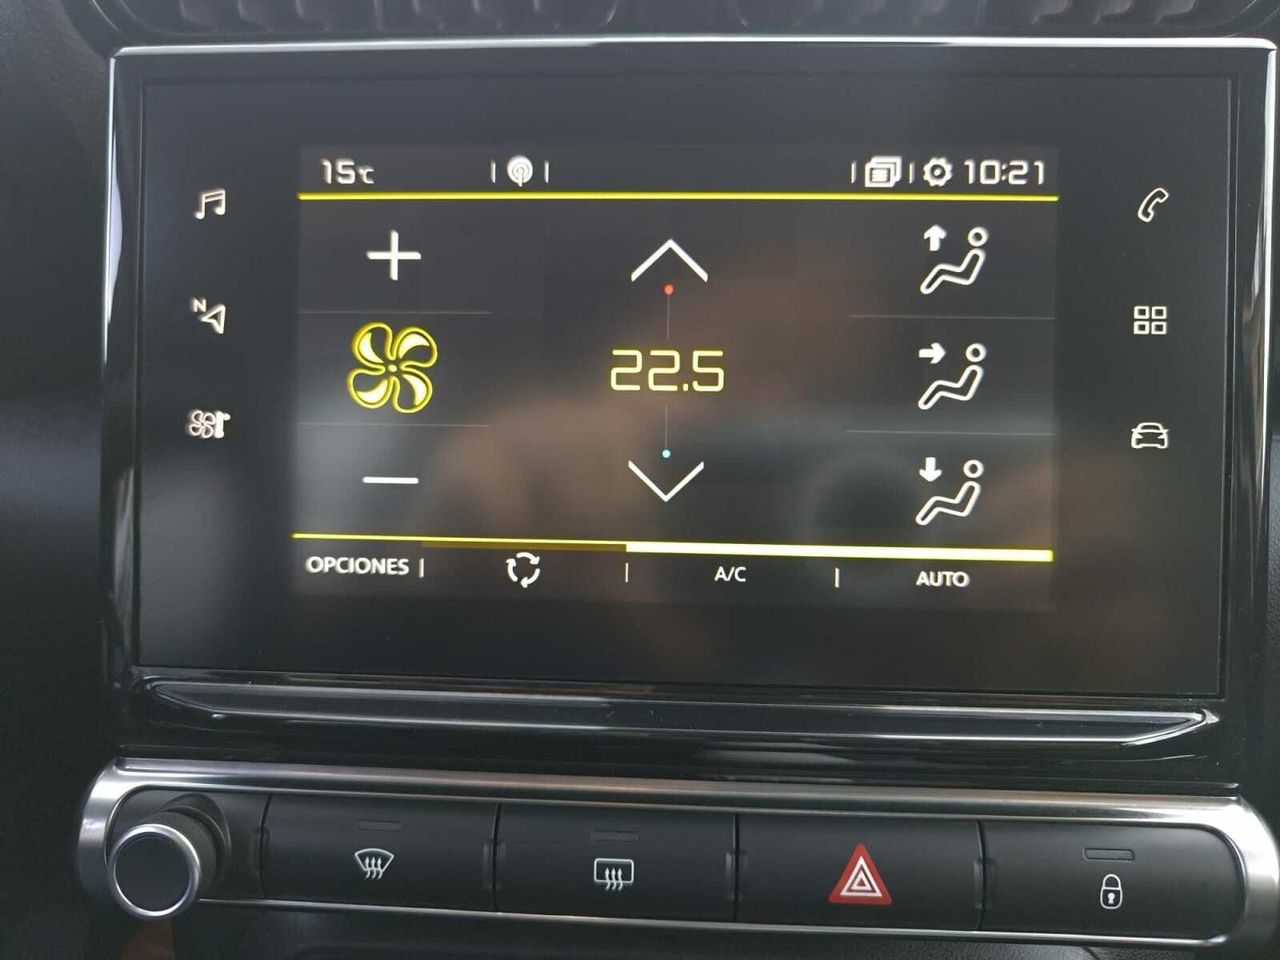 15°C 10:21
N
22.5
OPCIONES A/C AUTO